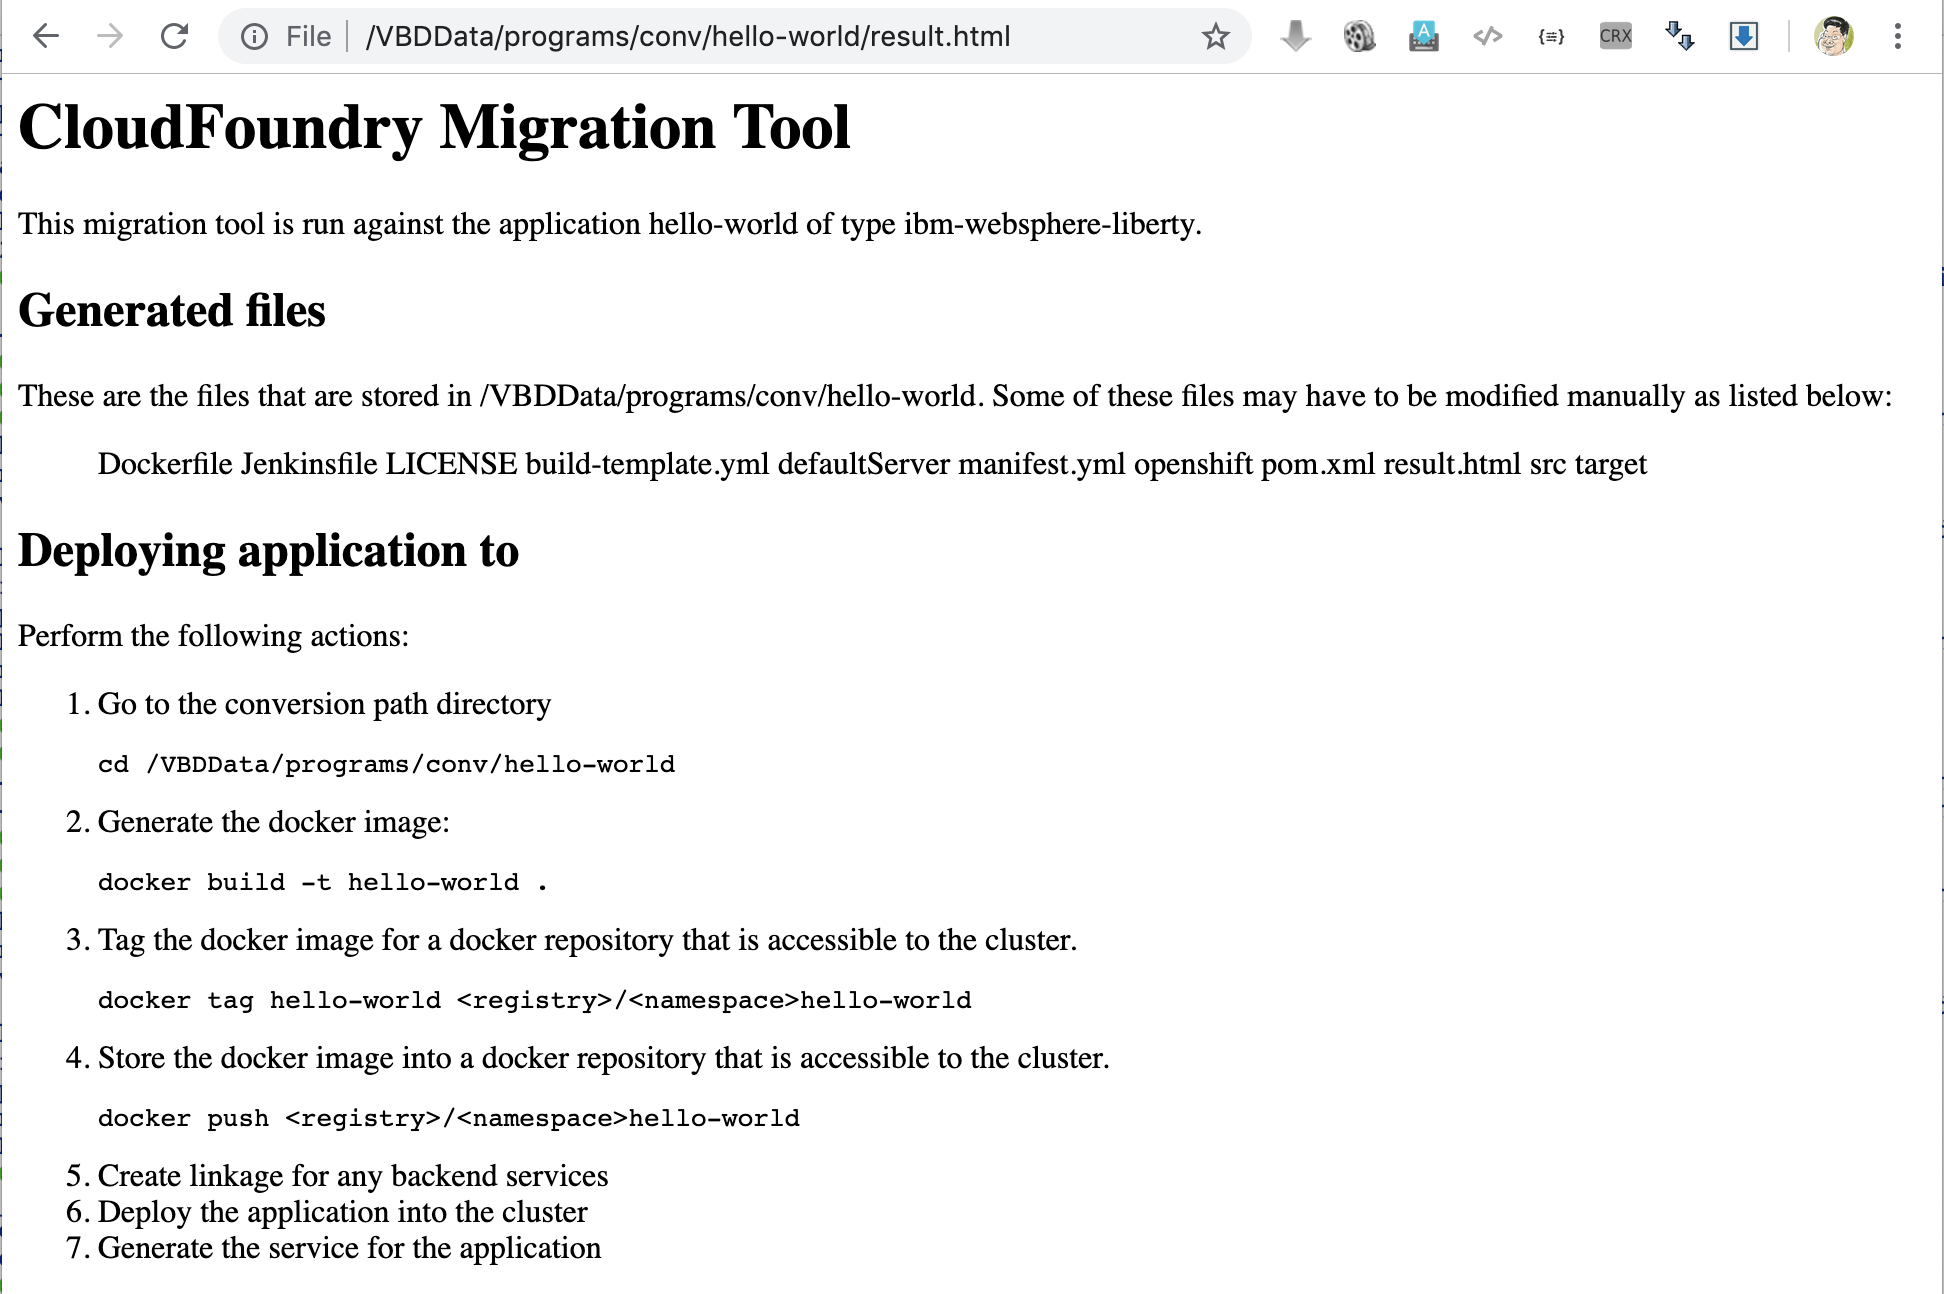 File /VBDData/programs/conv/hello-world/result.html
CRX
A
CloudFoundry Migration Tool
This migration tool is run against the application hello-world of type ibm-websphere-liberty.
Generated files
These are the files that are stored in /VBDData/programs/conv/hello-world. Some of these files may have to be modified manually as listed below:
Dockerfile Jenkinsfile LICENSE build-template.yml defaultServer manifest.yml openshift pom.xml result.html src target
Deploying application to
Perform the following actions:
1. Go to the conversion path directory
cd /VBDData/programs/conv/hello-world
2. Generate the docker image:
docker build -t hello-world .
3. Tag the docker image for a docker repository that is accessible to the cluster.
docker tag hello-world <registry>/<namespace>hello-world
4. Store the docker image into a docker repository that is accessible to the cluster.
docker push <registry>/<namespace>hello-world
5. Create linkage for any backend services
6. Deploy the application into the cluster
7. Generate the service for the application